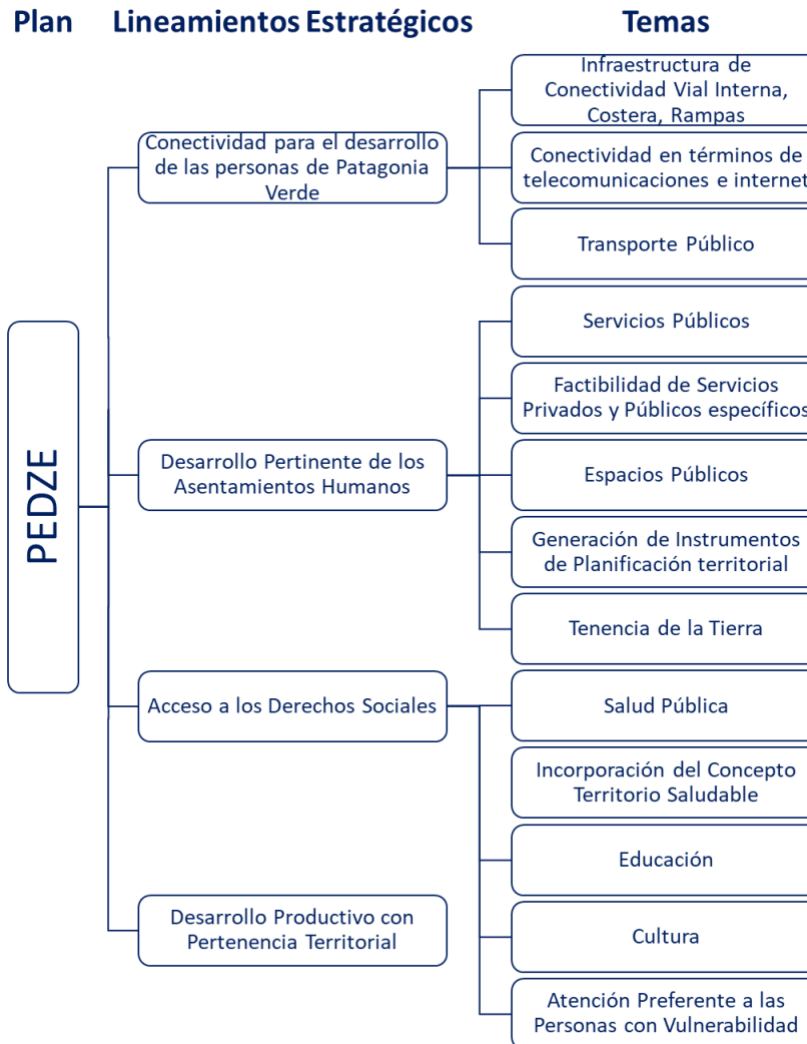 Plan Lineamientos Estratégicos Temas
PEDZE
Conectividad para el desarrollo
de las personas de Patagonia
Verde
Infraestructura de
Conectividad Vial Interna,
Costera, Rampas
Conectividad en términos de
telecomunicaciones e internet
Transporte Público
Desarrollo Pertinente de los
Asentamientos Humanos
Servicios Públicos
Factibilidad de Servicios
Privados y Públicos específicos
Espacios Públicos
Generación de Instrumentos
de Planificación territorial
Tenencia de la Tierra
Acceso a los Derechos Sociales
Salud Pública
Incorporación del Concepto
Territorio Saludable
Educación
Cultura
Atención Preferente a las
Personas con Vulnerabilidad
Desarrollo Productivo con
Pertenencia Territorial